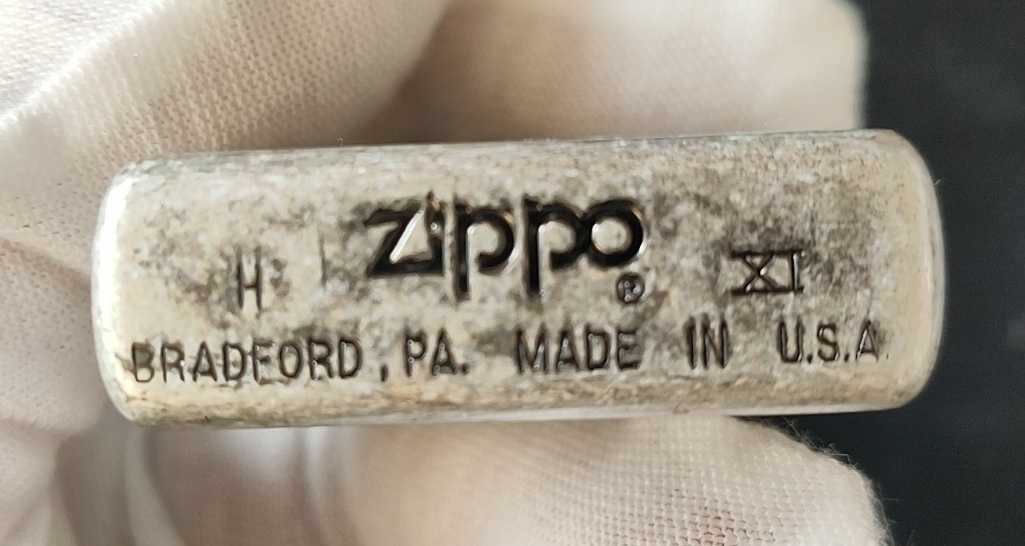 H zippo ® XI
BRADFORD, PA. MADE IN U.S.A.